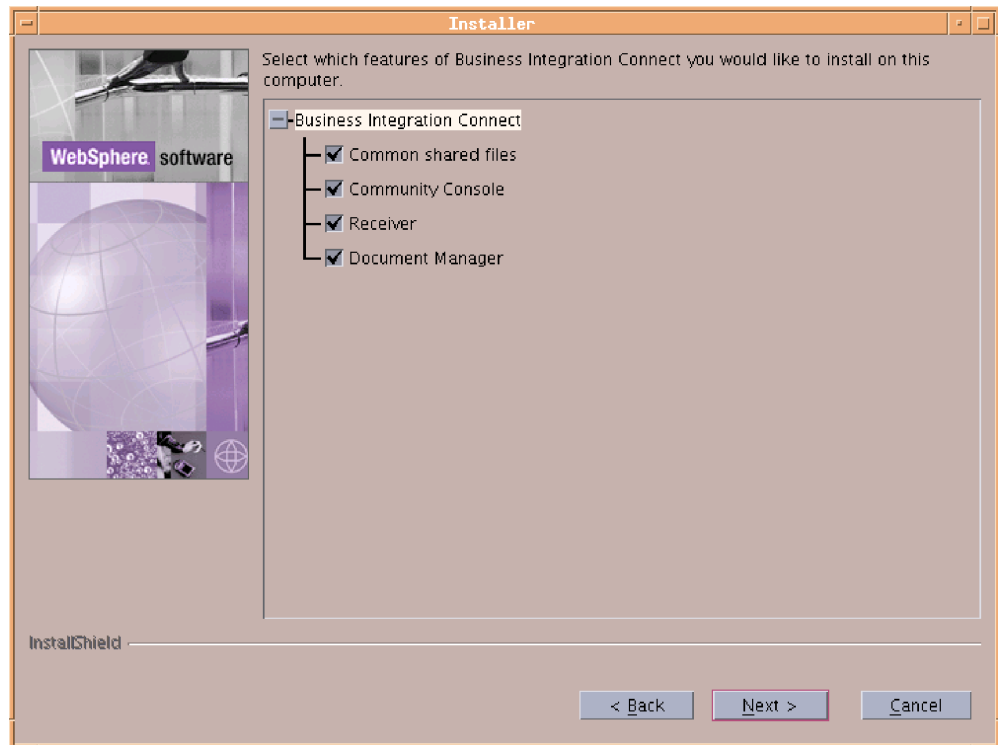 Installer
Select which features of Business Integration Connect you would like to install on this
computer.
Business Integration Connect
Common shared files
Community Console
Receiver
Document Manager
WebSphere. software
InstallShield
< Back
Next >
Cancel